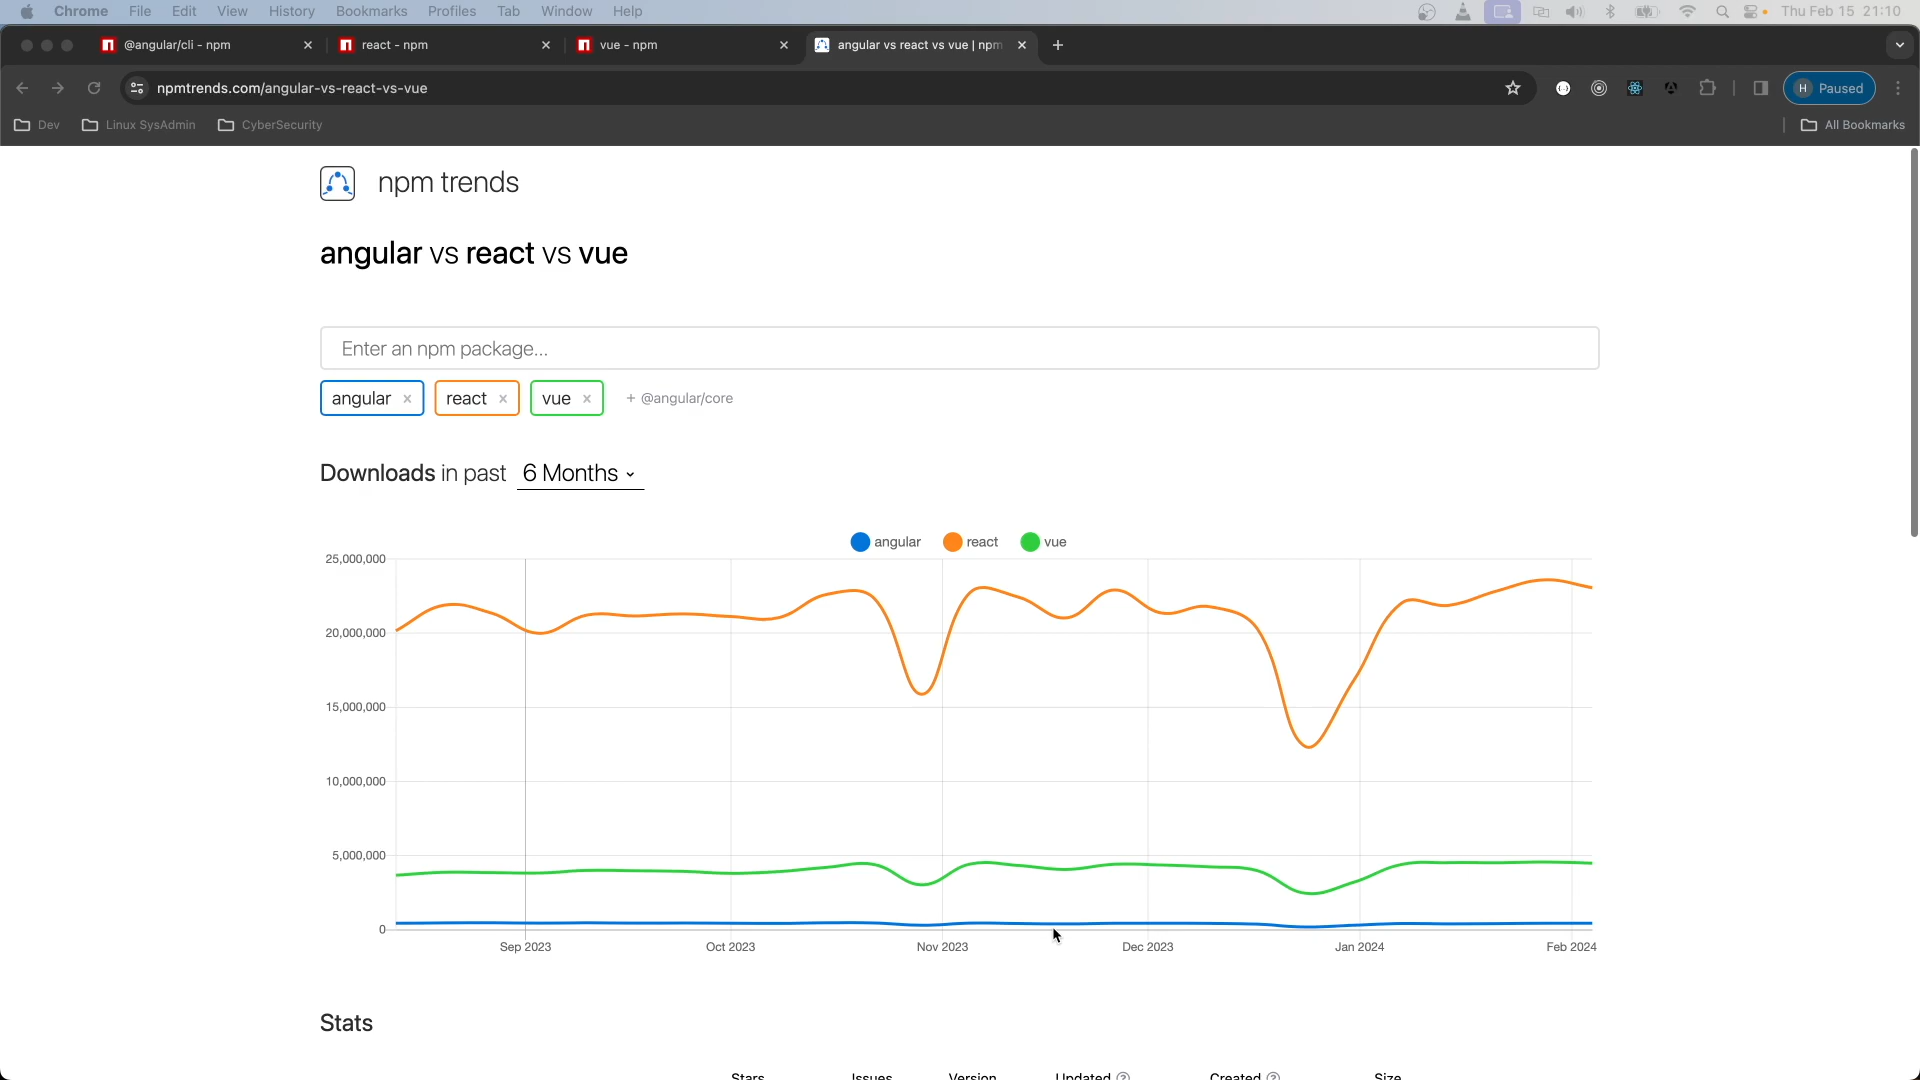 Chrome File Edit View History Bookmarks Profiles Tab Window Help Thu Feb 15 21:10
@angular/cli - npm react - npm vue - npm angular vs react vs vue | npm
npmtrends.com/angular-vs-react-vs-vue H Paused
Dev Linux SysAdmin CyberSecurity All Bookmarks
npm trends
angular vs react vs vue
Enter an npm package...
angular × react × vue × + @angular/core
Downloads in past 6 Months
angular react vue
25,000,000
20,000,000
15,000,000
10,000,000
5,000,000
0
Sep 2023 Oct 2023 Nov 2023 Dec 2023 Jan 2024 Feb 2024
Stats
Stars Issues Version Updated ? Created ? Size